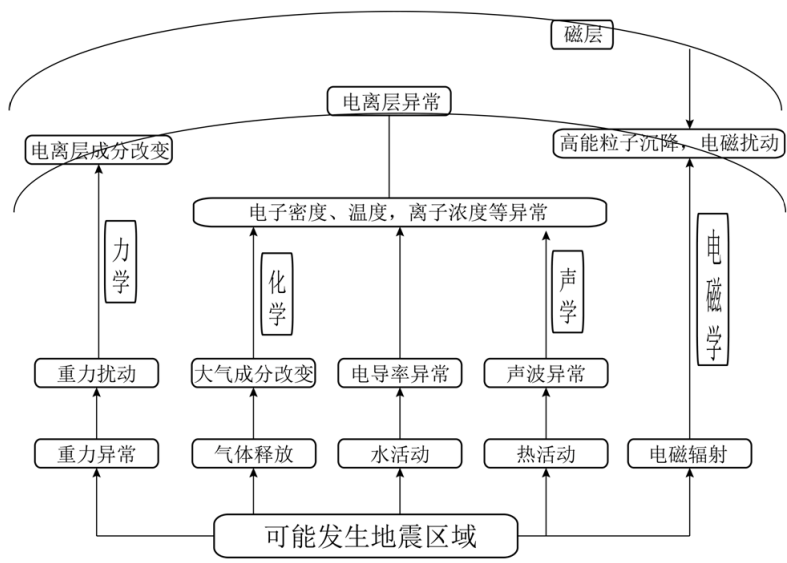 磁层
电离层异常
电离层成分改变
高能粒子沉降，电磁扰动
电子密度、温度，离子浓度等异常
力学
化学
声学
电磁学
重力扰动
大气成分改变
电导率异常
声波异常
重力异常
气体释放
水活动
热活动
电磁辐射
可能发生地震区域